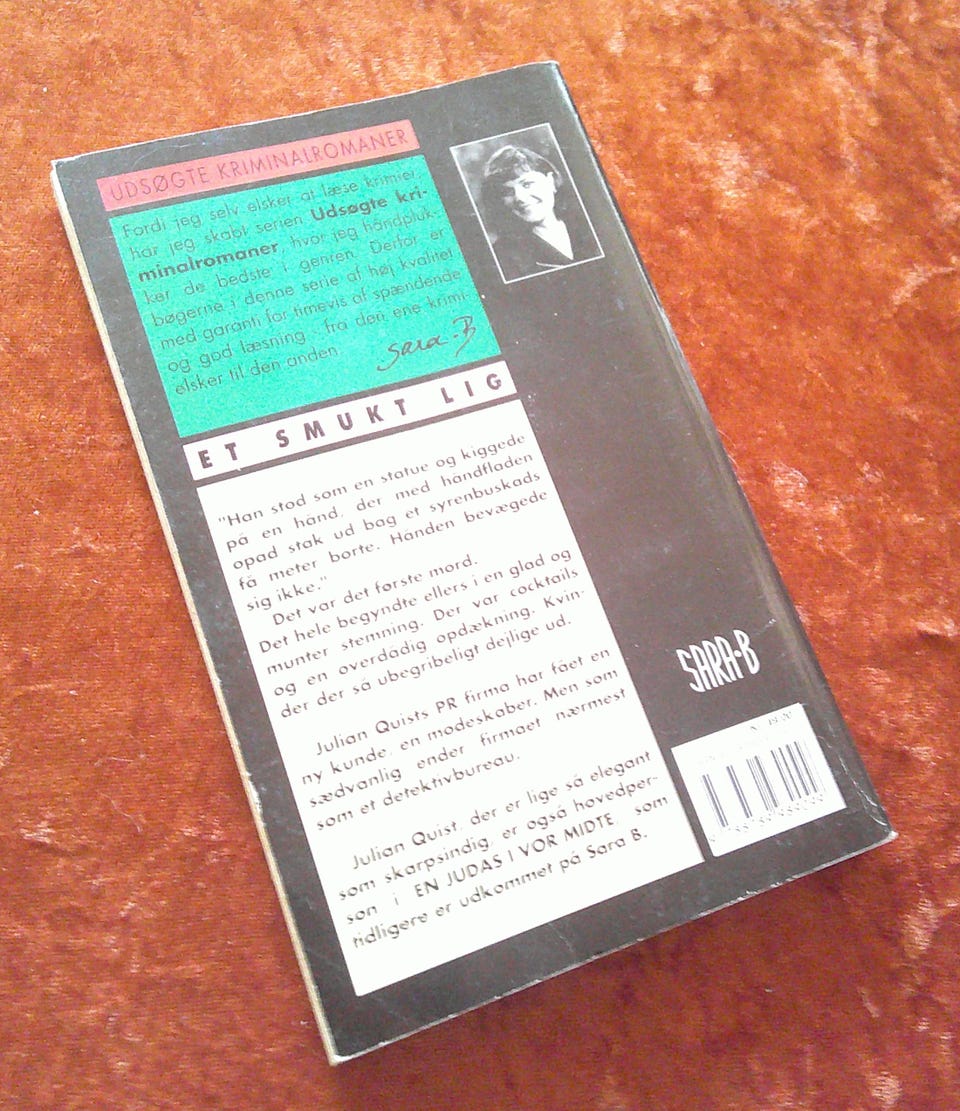 UDSØGTE KRIMINALROMANER
Fordi jeg selv elsker at læse krimier,
har jeg skabt serien Udsøgte kri-
minalromaner, hvor jeg håndpluk-
ker de bedste i genren. Derfor er
bøgerne i denne serie af høj kvalitet
med garanti for timevis af spændende
og god læsning - fra den ene krimi-
elsker til den anden.
Sara-B
ET SMUKT LIG
"Han stod som en statue og kiggede
på en hånd, der med håndfladen
opad stak ud bag et syrenbuskads
få meter borte. Hånden bevægede
sig ikke."
Det var det første mord.
Det hele begyndte ellers i en glad og
munter stemning. Der var cocktails
og en overdådig opdækning. Kvin-
der der så ubegribeligt dejlige ud.
Julian Quists PR firma har fået en
ny kunde, en modeskaber. Men som
sædvanlig ender firmaet nærmest
som et detektivbureau.
Julian Quist, der er lige så elegant
som skarpsindig, er også hovedper-
son i EN JUDAS I VOR MIDTE, som
tidligere er udkommet på Sara B.
SARA-B